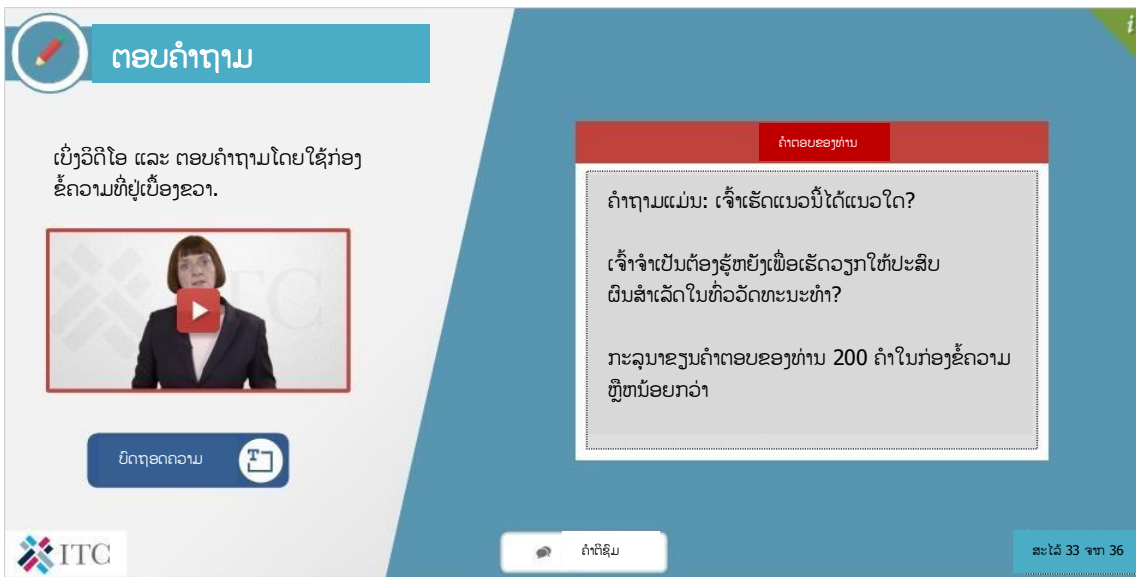 ຕອບຄຳຖາມ
ເບິ່ງວິດີໂອ ແລະ ຕອບຄຳຖາມໂດຍໃຊ້ກ່ອງ
ຂໍ້ຄວາມທີ່ຢູ່ເບື້ອງຂວາ.
ບົດຖອດຄວາມ
ITC
ຄຳຕອບຂອງທ່ານ
ຄຳຖາມແມ່ນ: ເຈົ້າເຮັດແນວນີ້ໄດ້ແນວໃດ?
ເຈົ້າຈຳເປັນຕ້ອງຮູ້ຫຍັງເພື່ອເຮັດວຽກໃຫ້ປະສົບ
ຜົນສຳເລັດໃນທົ່ວວັດທະນະທຳ?
ກະລຸນາຂຽນຄຳຕອບຂອງທ່ານ 200 ຄຳໃນກ່ອງຂໍ້ຄວາມ
ຫຼືຫນ້ອຍກວ່າ
ຄຳຕິຊົມ
ສະໄລ້ 33 ຈາກ 36
i